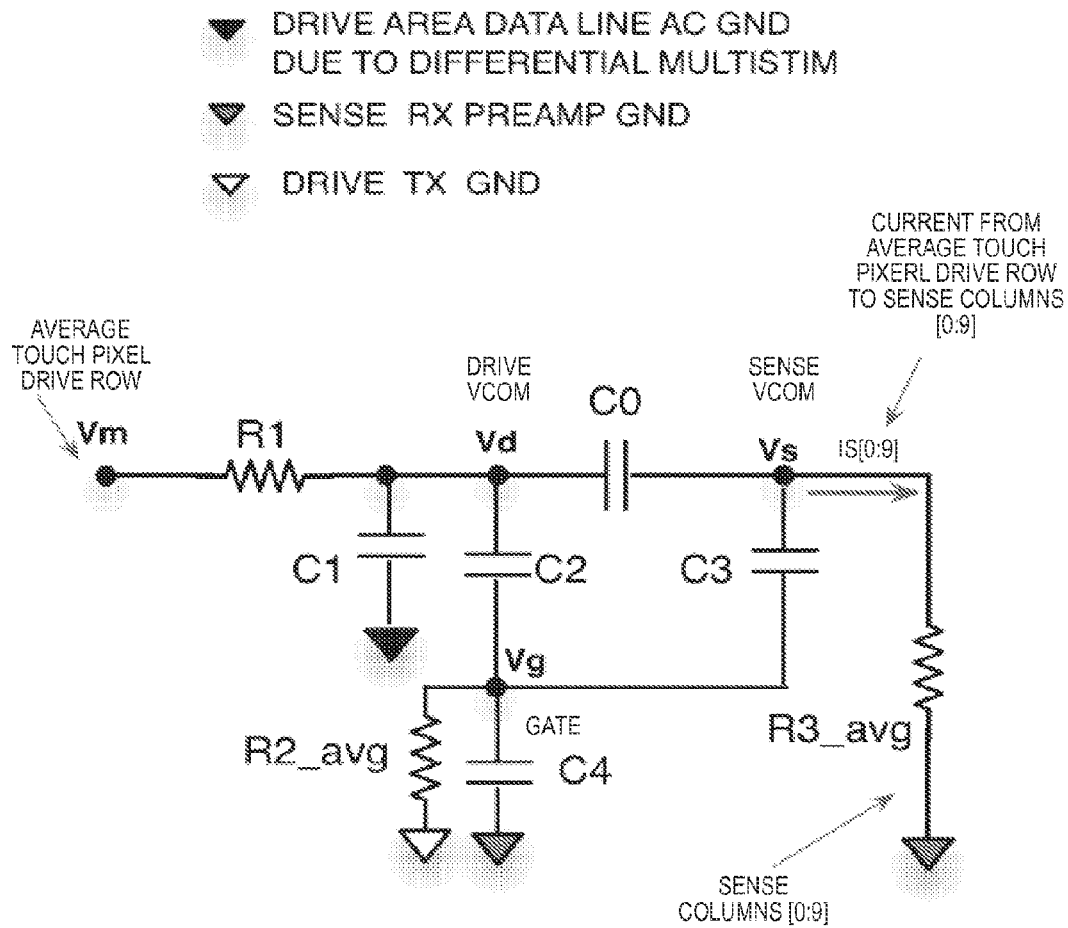 DRIVE AREA DATA LINE AC GND
DUE TO DIFFERENTIAL MULTISTIM
SENSE RX PREAMP GND
DRIVE TX GND
CURRENT FROM
AVERAGE TOUCH
PIXERL DRIVE ROW
TO SENSE COLUMNS
[0:9]
AVERAGE
TOUCH PIXEL
DRIVE ROW
DRIVE
VCOM
SENSE
VCOM
C0
Vm
R1
Vd
Vs
IS[0:9]
C1
C2
C3
Vg
GATE
R2_avg
C4
R3_avg
SENSE
COLUMNS [0:9]